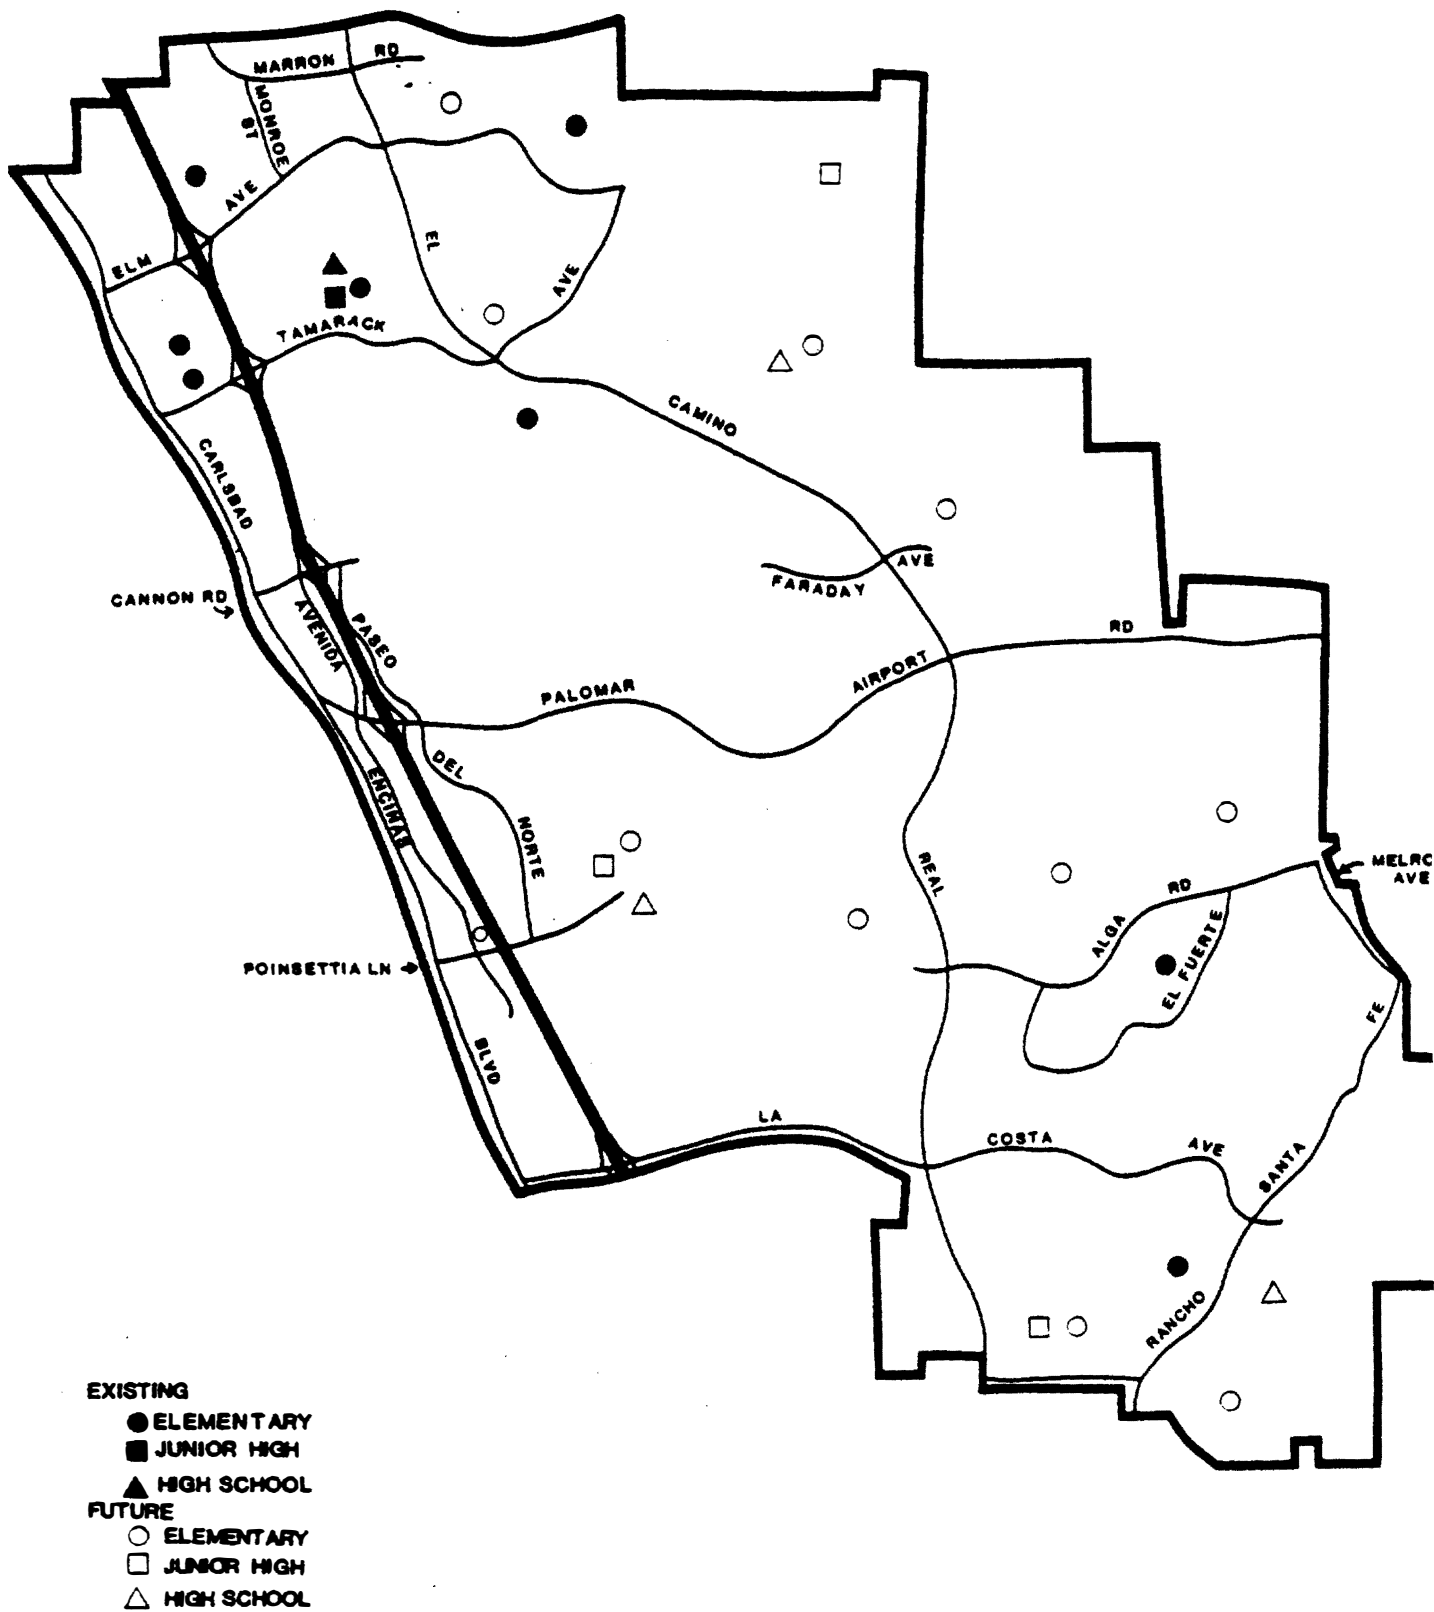 MARRON RD
MONROE ST
ELM AVE
EL CAMINO REAL
TAMARACK AVE
CARLSBAD BLVD
CANNON RD
AVENIDA ENCINAS
PASEO DEL NORTE
FARADAY AVE
PALOMAR AIRPORT RD
MELRO
AVE
ALGA RD
EL FUERTE
POINSETTIA LN
LA COSTA AVE
RANCHO SANTA FE
EXISTING
ELEMENTARY
JUNIOR HIGH
HIGH SCHOOL
FUTURE
ELEMENTARY
JUNIOR HIGH
HIGH SCHOOL